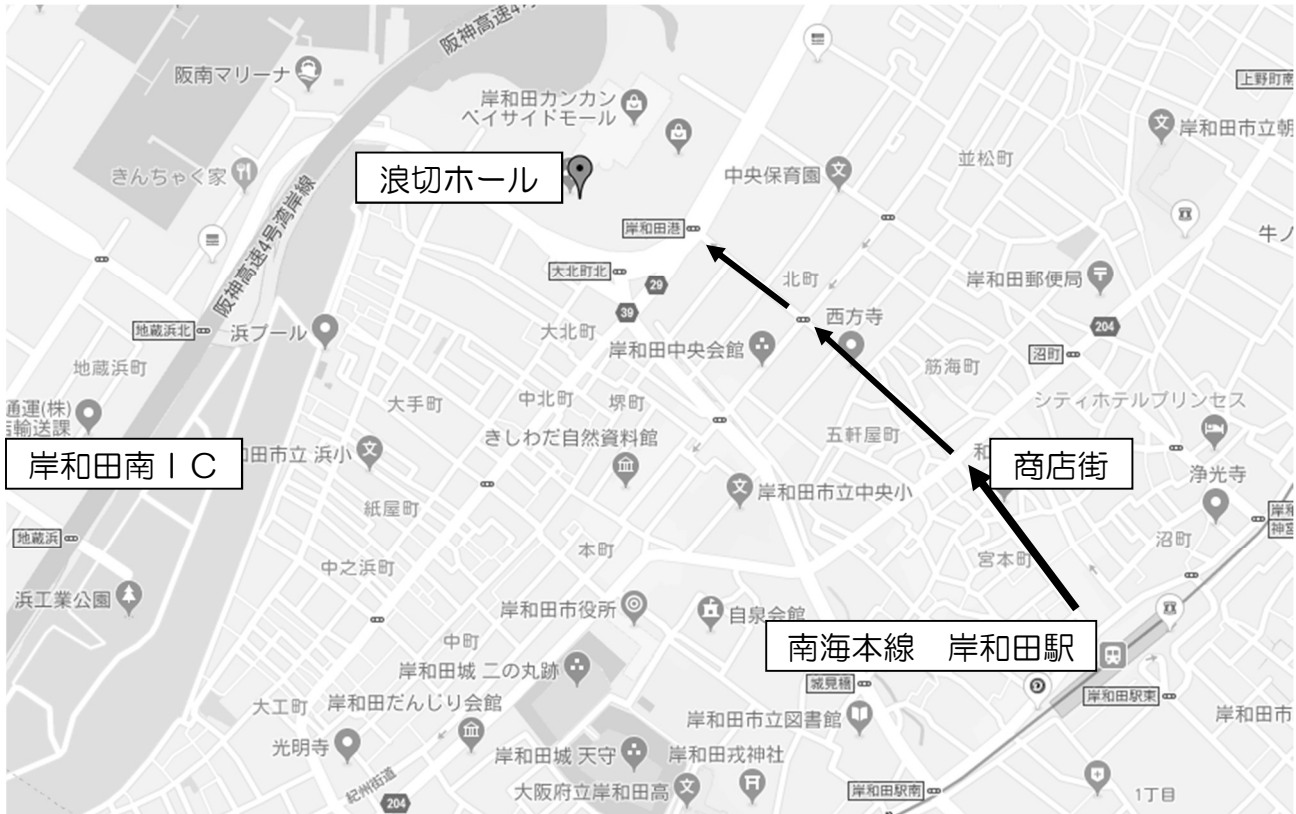 阪神高速4号
阪南マリーナ
上野町南
岸和田カンカン
ベイサイドモール
岸和田市立朝
並松町
きんちゃく家
浪切ホール
中央保育園
阪神高速4号湾岸線
岸和田港
牛ノ
大北町北
29
北町
岸和田郵便局
39
西方寺
204
地蔵浜北
浜プール
大北町
岸和田中央会館
沼町
地蔵浜町
筋海町
大手町
中北町
堺町
シティホテルプリンセス
通運(株)
輸送課
五軒屋町
きしわだ自然資料館
和
商店街
岸和田南IC
田市立 浜小
浄光寺
岸和田市立中央小
紙屋町
岸和
神宮
地蔵浜
本町
沼町
中之浜町
宮本町
浜工業公園
岸和田市役所
自泉会館
中町
南海本線 岸和田駅
岸和田城 二の丸跡
城見橋
岸和田駅東
大工町
岸和田だんじり会館
岸和田市立図書館
岸和田市
光明寺
岸和田城 天守
岸和田戎神社
紀州街道
204
大阪府立岸和田高
岸和田駅南
1丁目